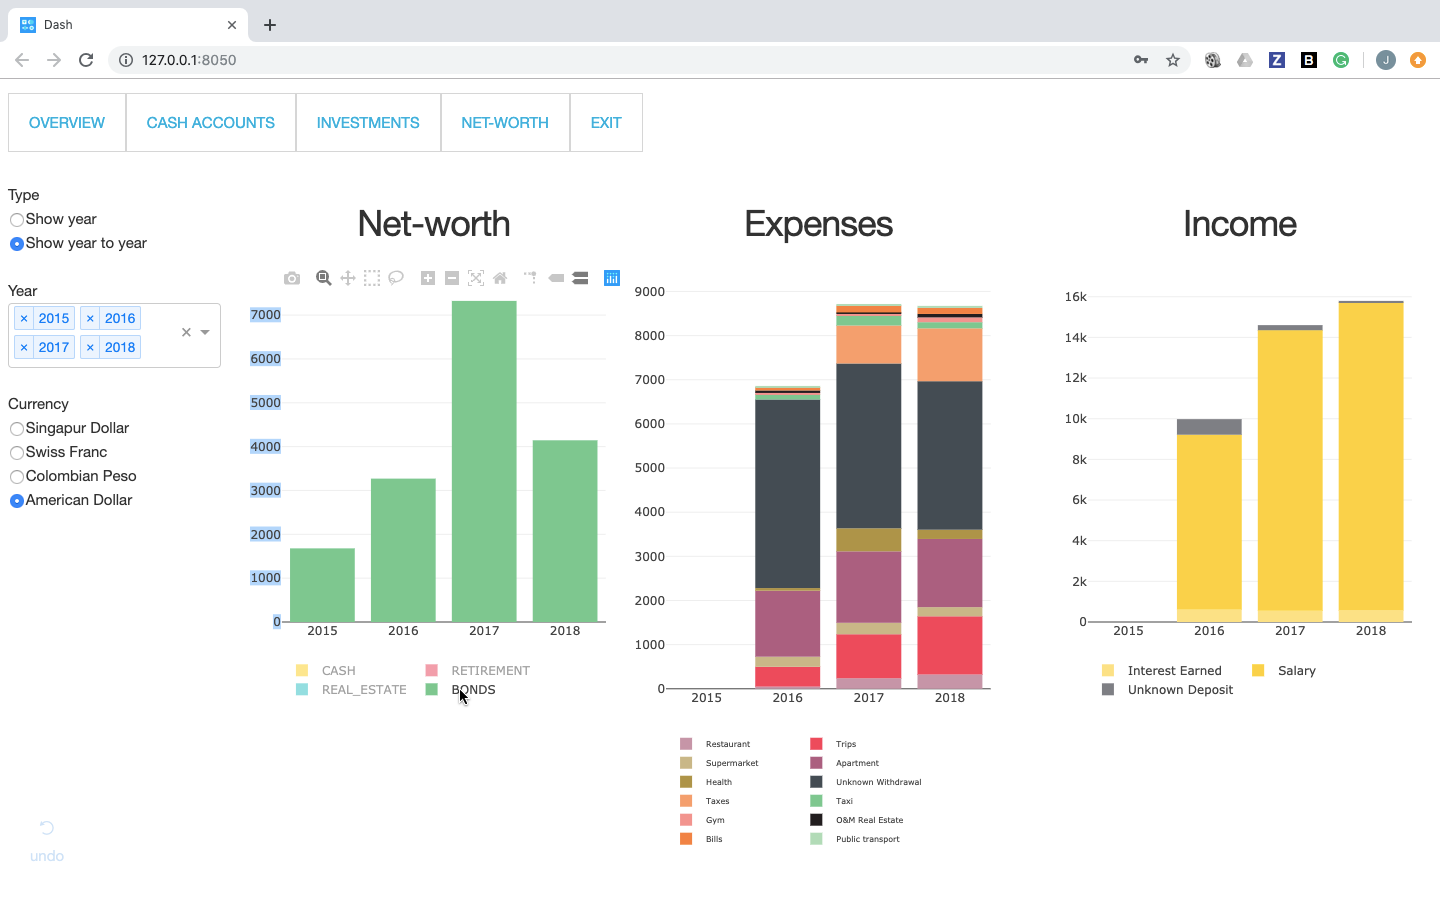 Dash
127.0.0.1:8050
Z
B
G
J
OVERVIEW CASH ACCOUNTS INVESTMENTS NET-WORTH EXIT
Type
Show year
Show year to year
Year
× 2015 × 2016
× 2017 × 2018
Currency
Singapur Dollar
Swiss Franc
Colombian Peso
American Dollar
undo
Net-worth
7000
6000
5000
4000
3000
2000
1000
0
2015 2016 2017 2018
CASH RETIREMENT
REAL_ESTATE BONDS
Expenses
9000
8000
7000
6000
5000
4000
3000
2000
1000
0
2015 2016 2017 2018
Restaurant Trips
Supermarket Apartment
Health Unknown Withdrawal
Taxes Taxi
Gym O&M Real Estate
Bills Public transport
Income
16k
14k
12k
10k
8k
6k
4k
2k
0
2015 2016 2017 2018
Interest Earned Salary
Unknown Deposit